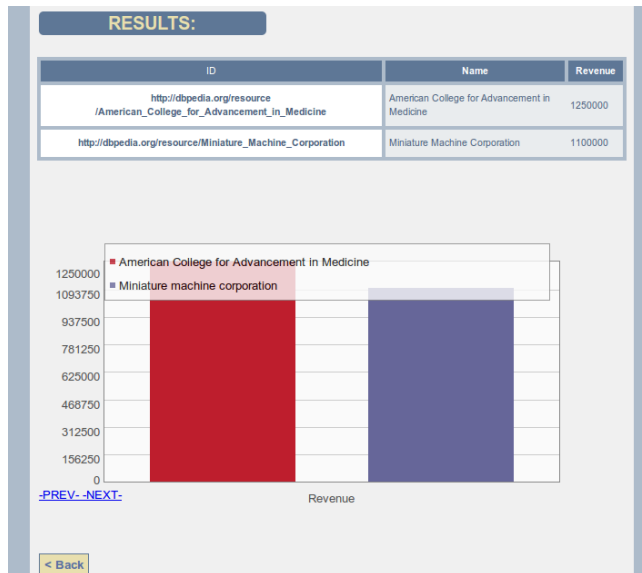 RESULTS:
ID Name Revenue
http://dbpedia.org/resource
/American_College_for_Advancement_in_Medicine
American College for Advancement in
Medicine
1250000
http://dbpedia.org/resource/Miniature_Machine_Corporation Miniature Machine Corporation 1100000
American College for Advancement in Medicine
Miniature machine corporation
1250000
1093750
937500
781250
625000
468750
312500
156250
0
-PREV- -NEXT-
Revenue
< Back